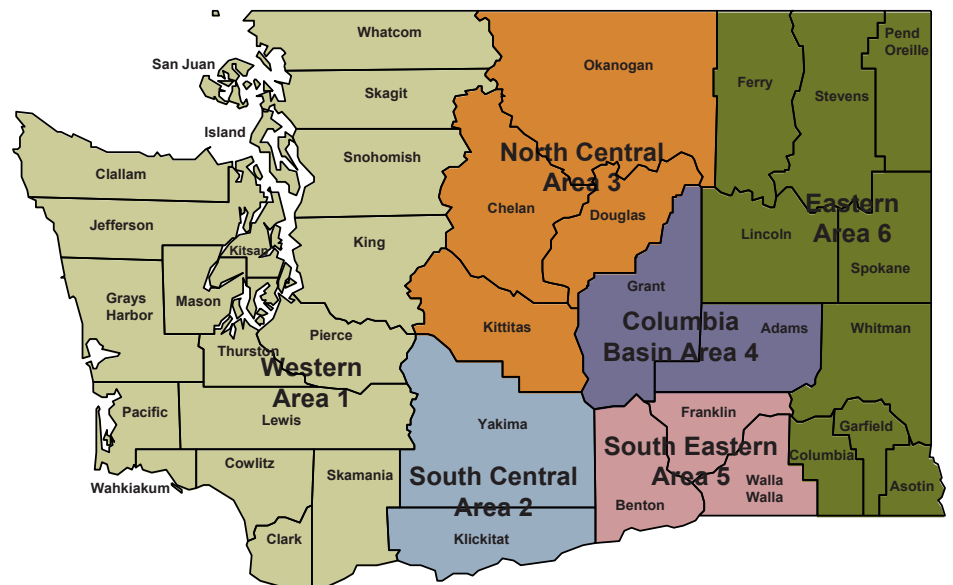 Whatcom
San Juan
Skagit
Island
Snohomish
Clallam
Jefferson
Kitsap
King
Grays
Harbor
Mason
Thurston
Pierce
Western
Area 1
Pacific
Lewis
Wahkiakum
Cowlitz
Skamania
Clark
Okanogan
North Central
Area 3
Chelan
Douglas
Kittitas
Yakima
South Central
Area 2
Klickitat
Grant
Columbia
Basin Area 4
Adams
Franklin
South Eastern
Area 5
Benton
Walla
Walla
Ferry
Stevens
Pend
Oreille
Eastern
Area 6
Lincoln
Spokane
Whitman
Garfield
Columbia
Asotin